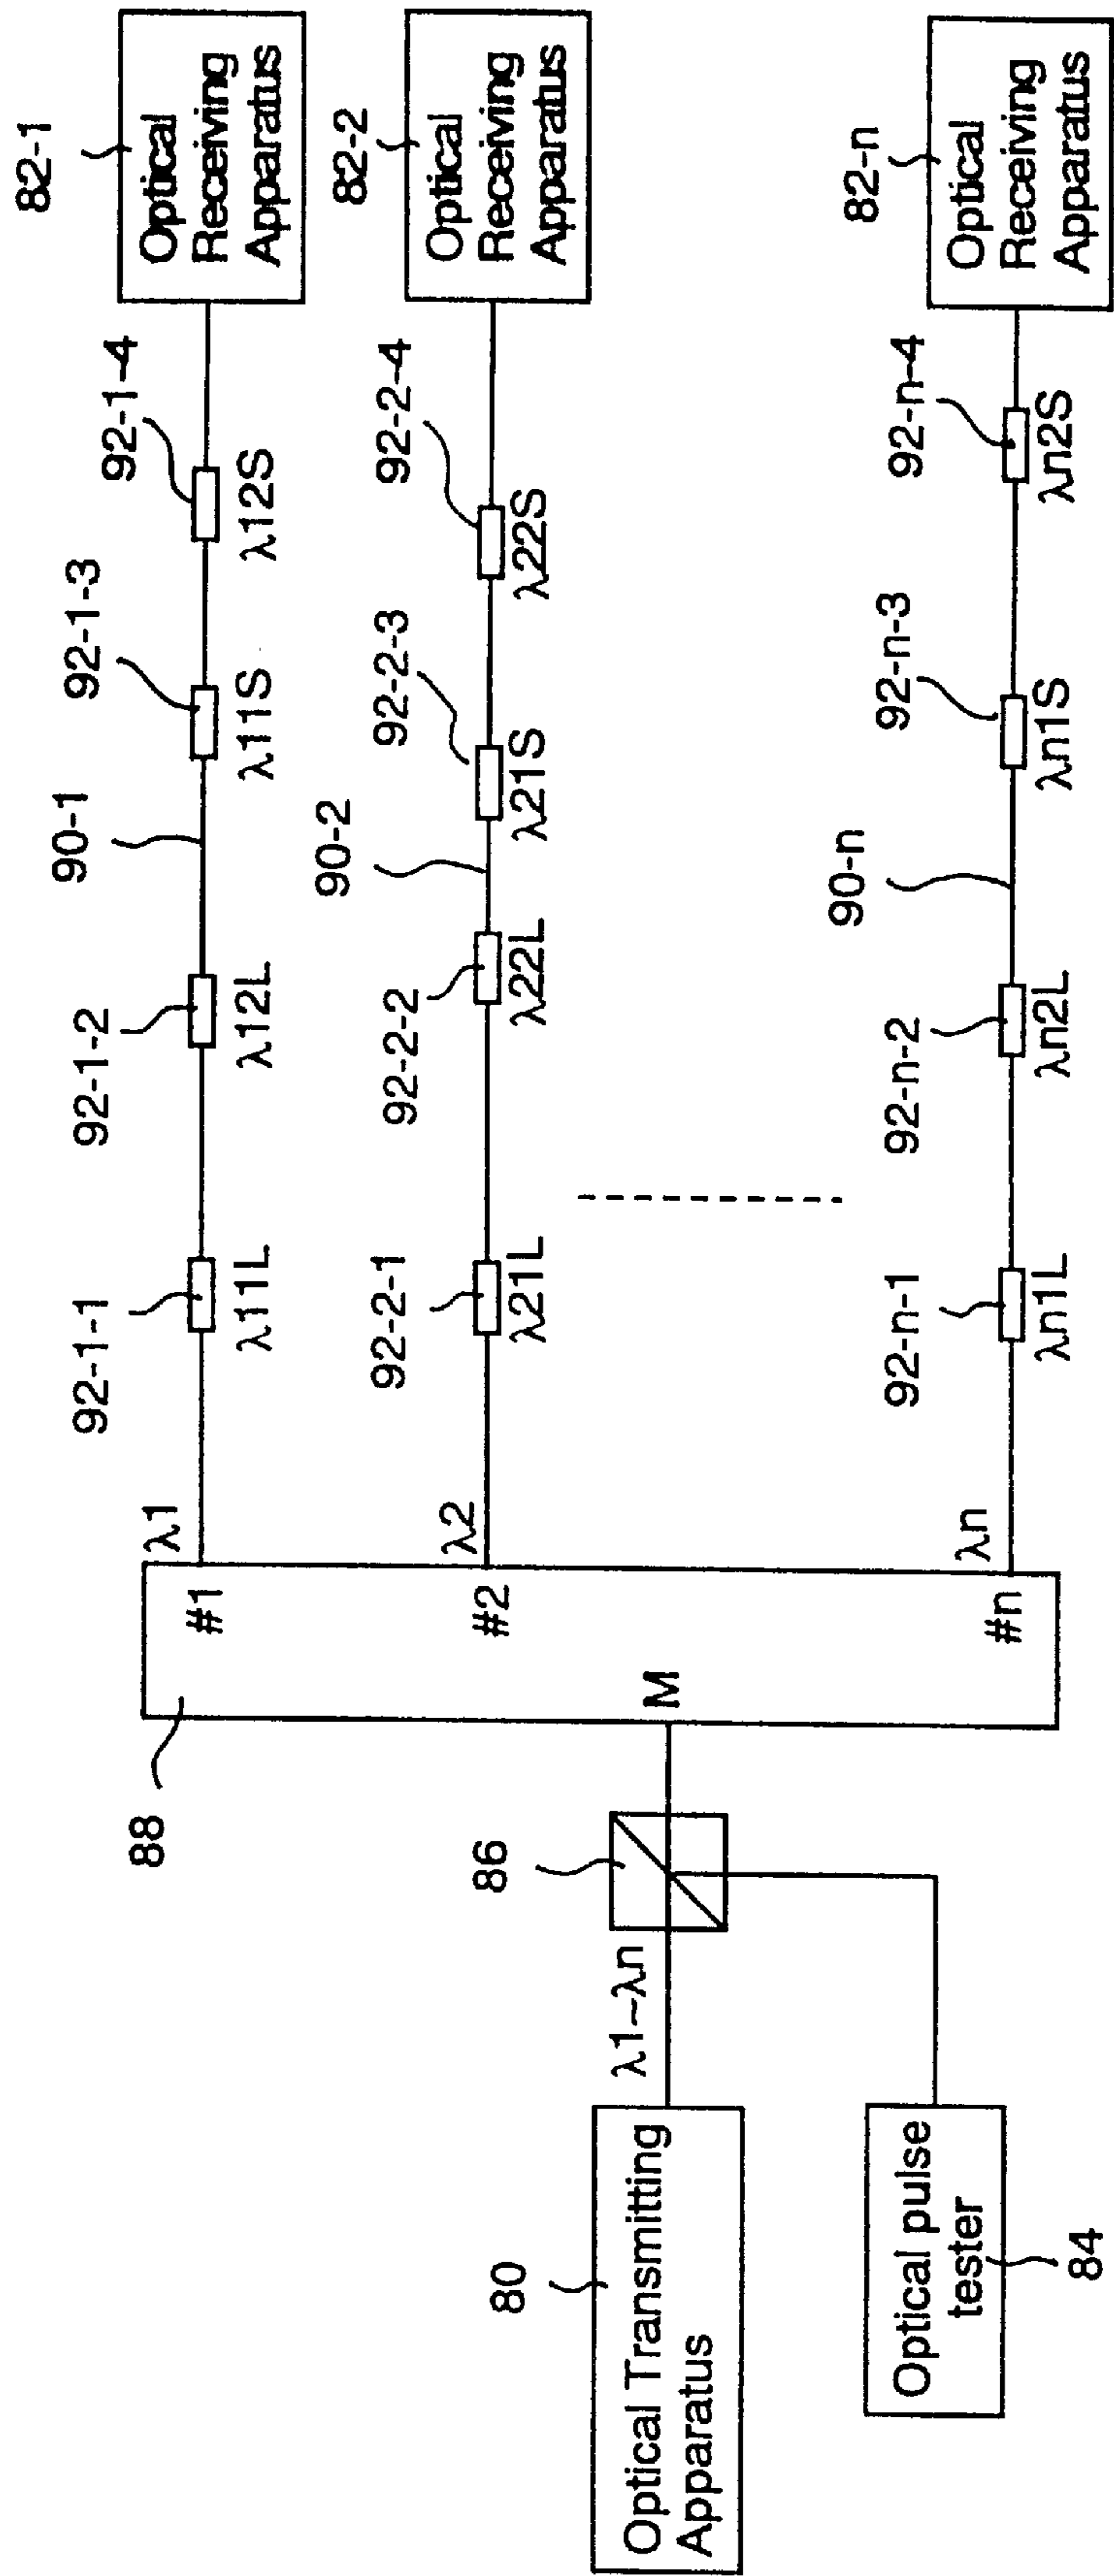 82-1
Optical
Receiving
Apparatus
92-1-4
λ12S
92-1-3
λ11S
90-1
92-1-2
λ12L
92-1-1
λ11L
λ1
#1
82-2
Optical
Receiving
Apparatus
92-2-4
λ22S
92-2-3
λ21S
90-2
92-2-2
λ22L
92-2-1
λ21L
λ2
#2
82-n
Optical
Receiving
Apparatus
92-n-4
λn2S
92-n-3
λn1S
90-n
92-n-2
λn2L
92-n-1
λn1L
λn
#n
M
88
86
λ1~λn
80
Optical Transmitting
Apparatus
Optical pulse
tester
84